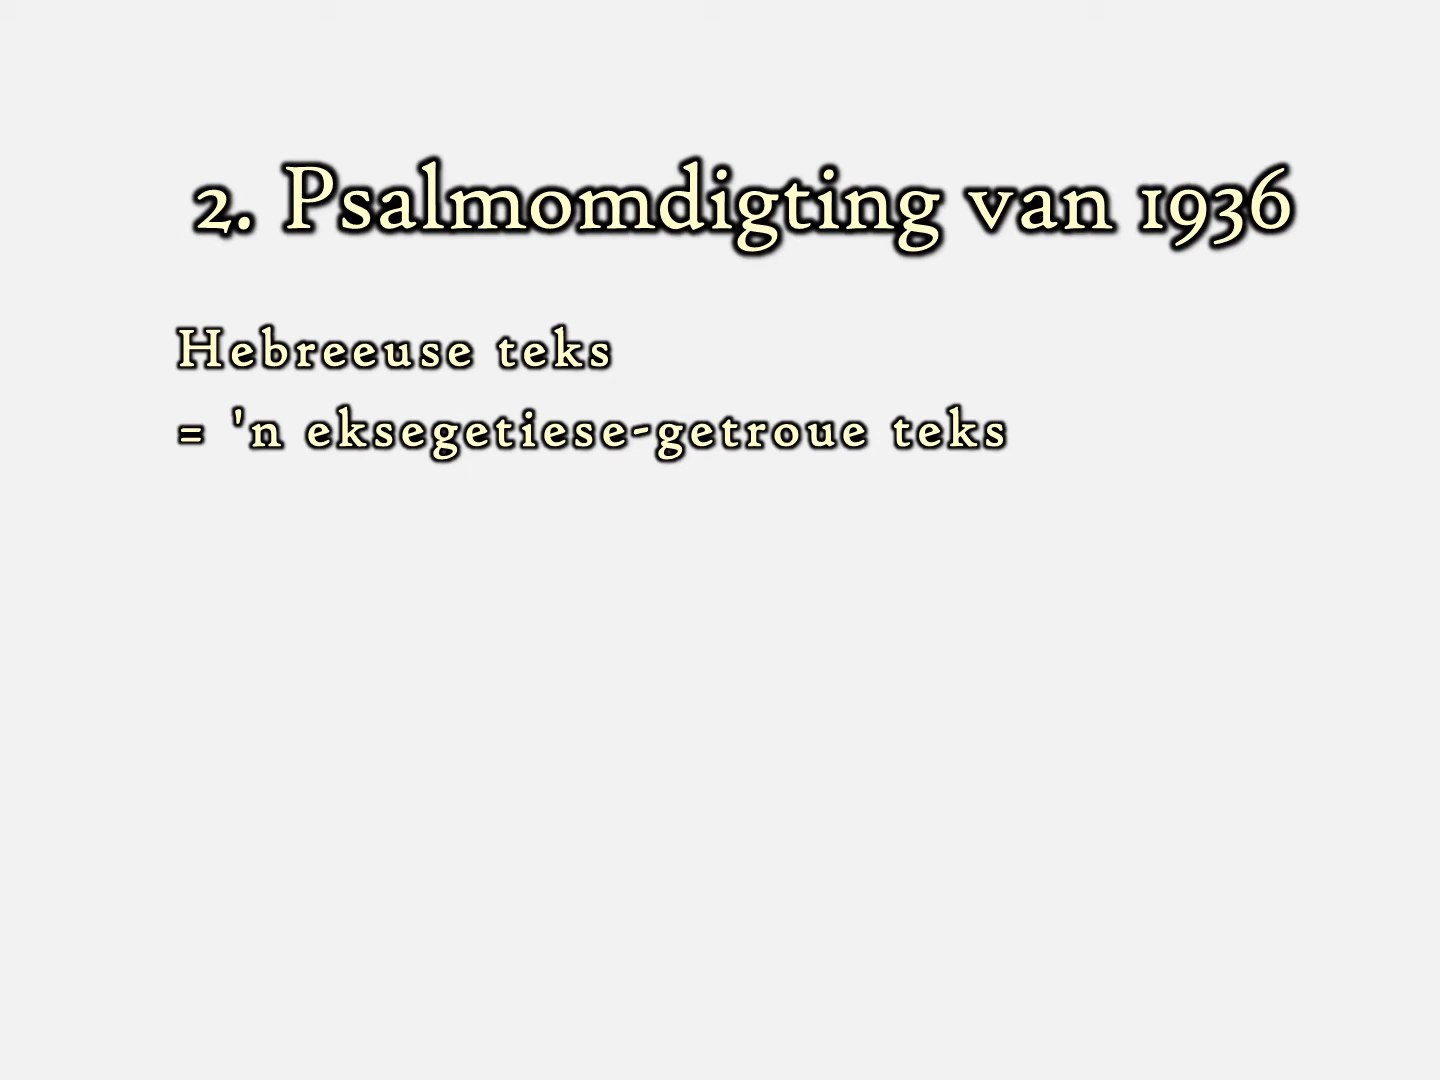 2. Psalmomdigting van 1936
Hebreeuse teks
= 'n eksegetiese-getroue teks